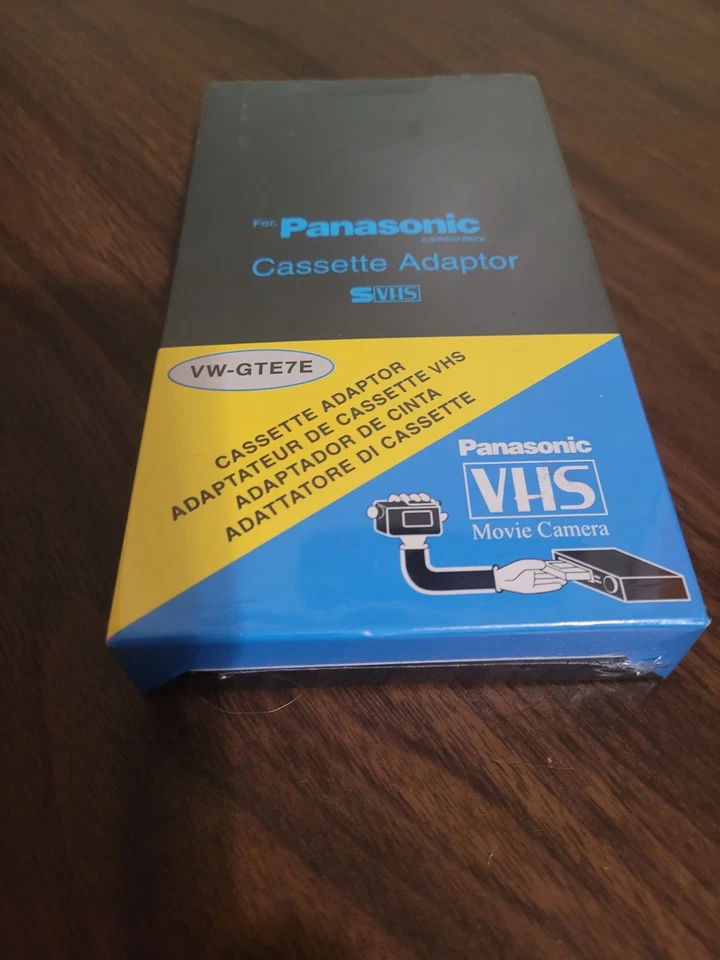 For. Panasonic
camcorders
Cassette Adaptor
S VHS
VW-GTE7E
CASSETTE ADAPTOR
ADAPTATEUR DE CASSETTE VHS
ADAPTADOR DE CINTA
ADATTATORE DI CASSETTE
Panasonic
VHS
Movie Camera